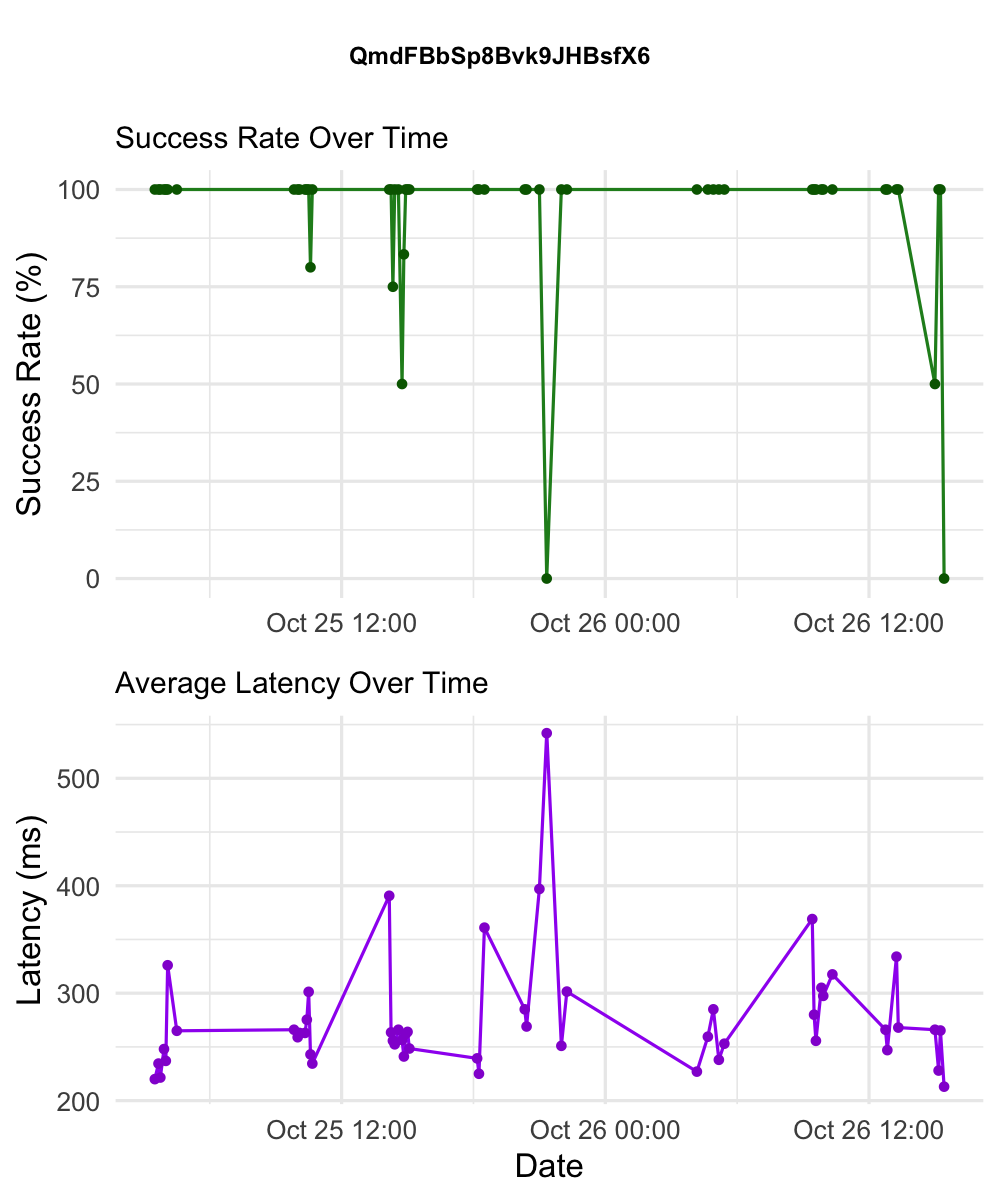 QmdFBbSp8Bvk9JHBsfX6
Success Rate Over Time
Success Rate (%)
100
75
50
25
0
Oct 25 12:00
Oct 26 00:00
Oct 26 12:00
Average Latency Over Time
Latency (ms)
500
400
300
200
Oct 25 12:00
Oct 26 00:00
Oct 26 12:00
Date